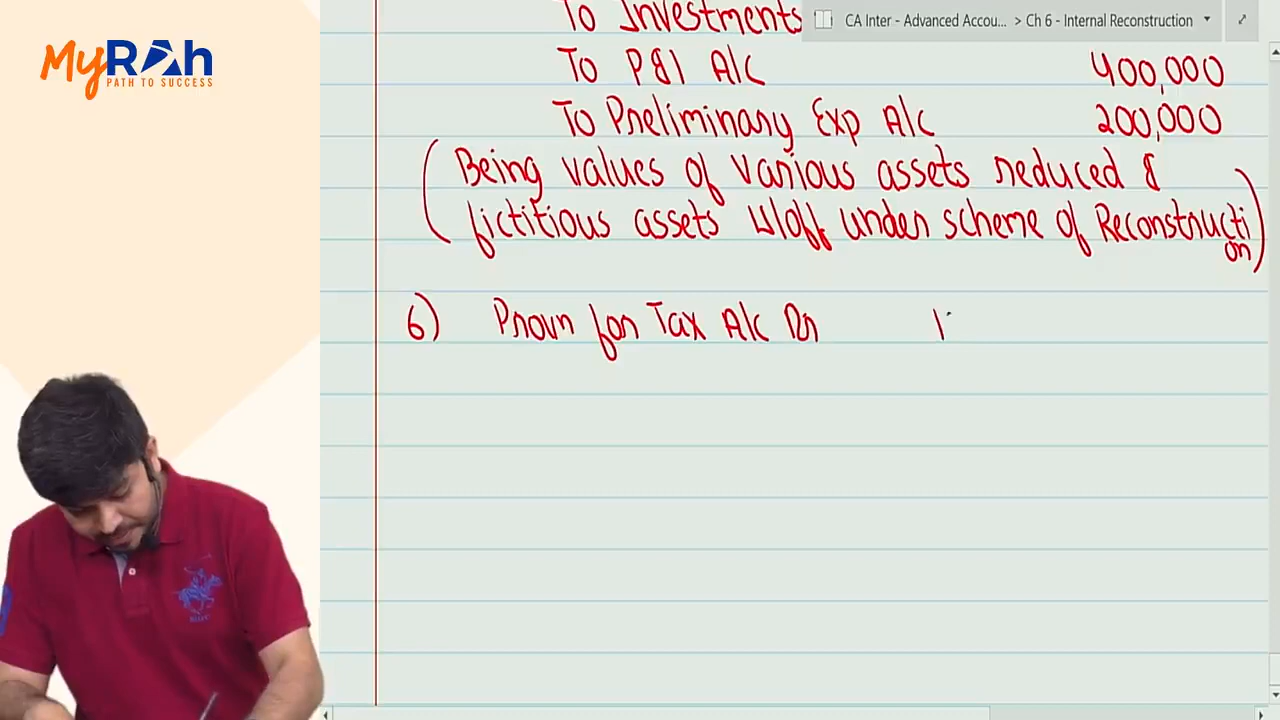 MyRAh
PATH TO SUCCESS
CA Inter - Advanced Accou... > Ch 6 - Internal Reconstruction
To Investments
To P&l A/c 400,000
To Preliminary Exp A/c 200,000
(Being values of various assets reduced &
fictitious assets w/off under scheme of Reconstruction)
6) Provn for Tax A/c Dr 1